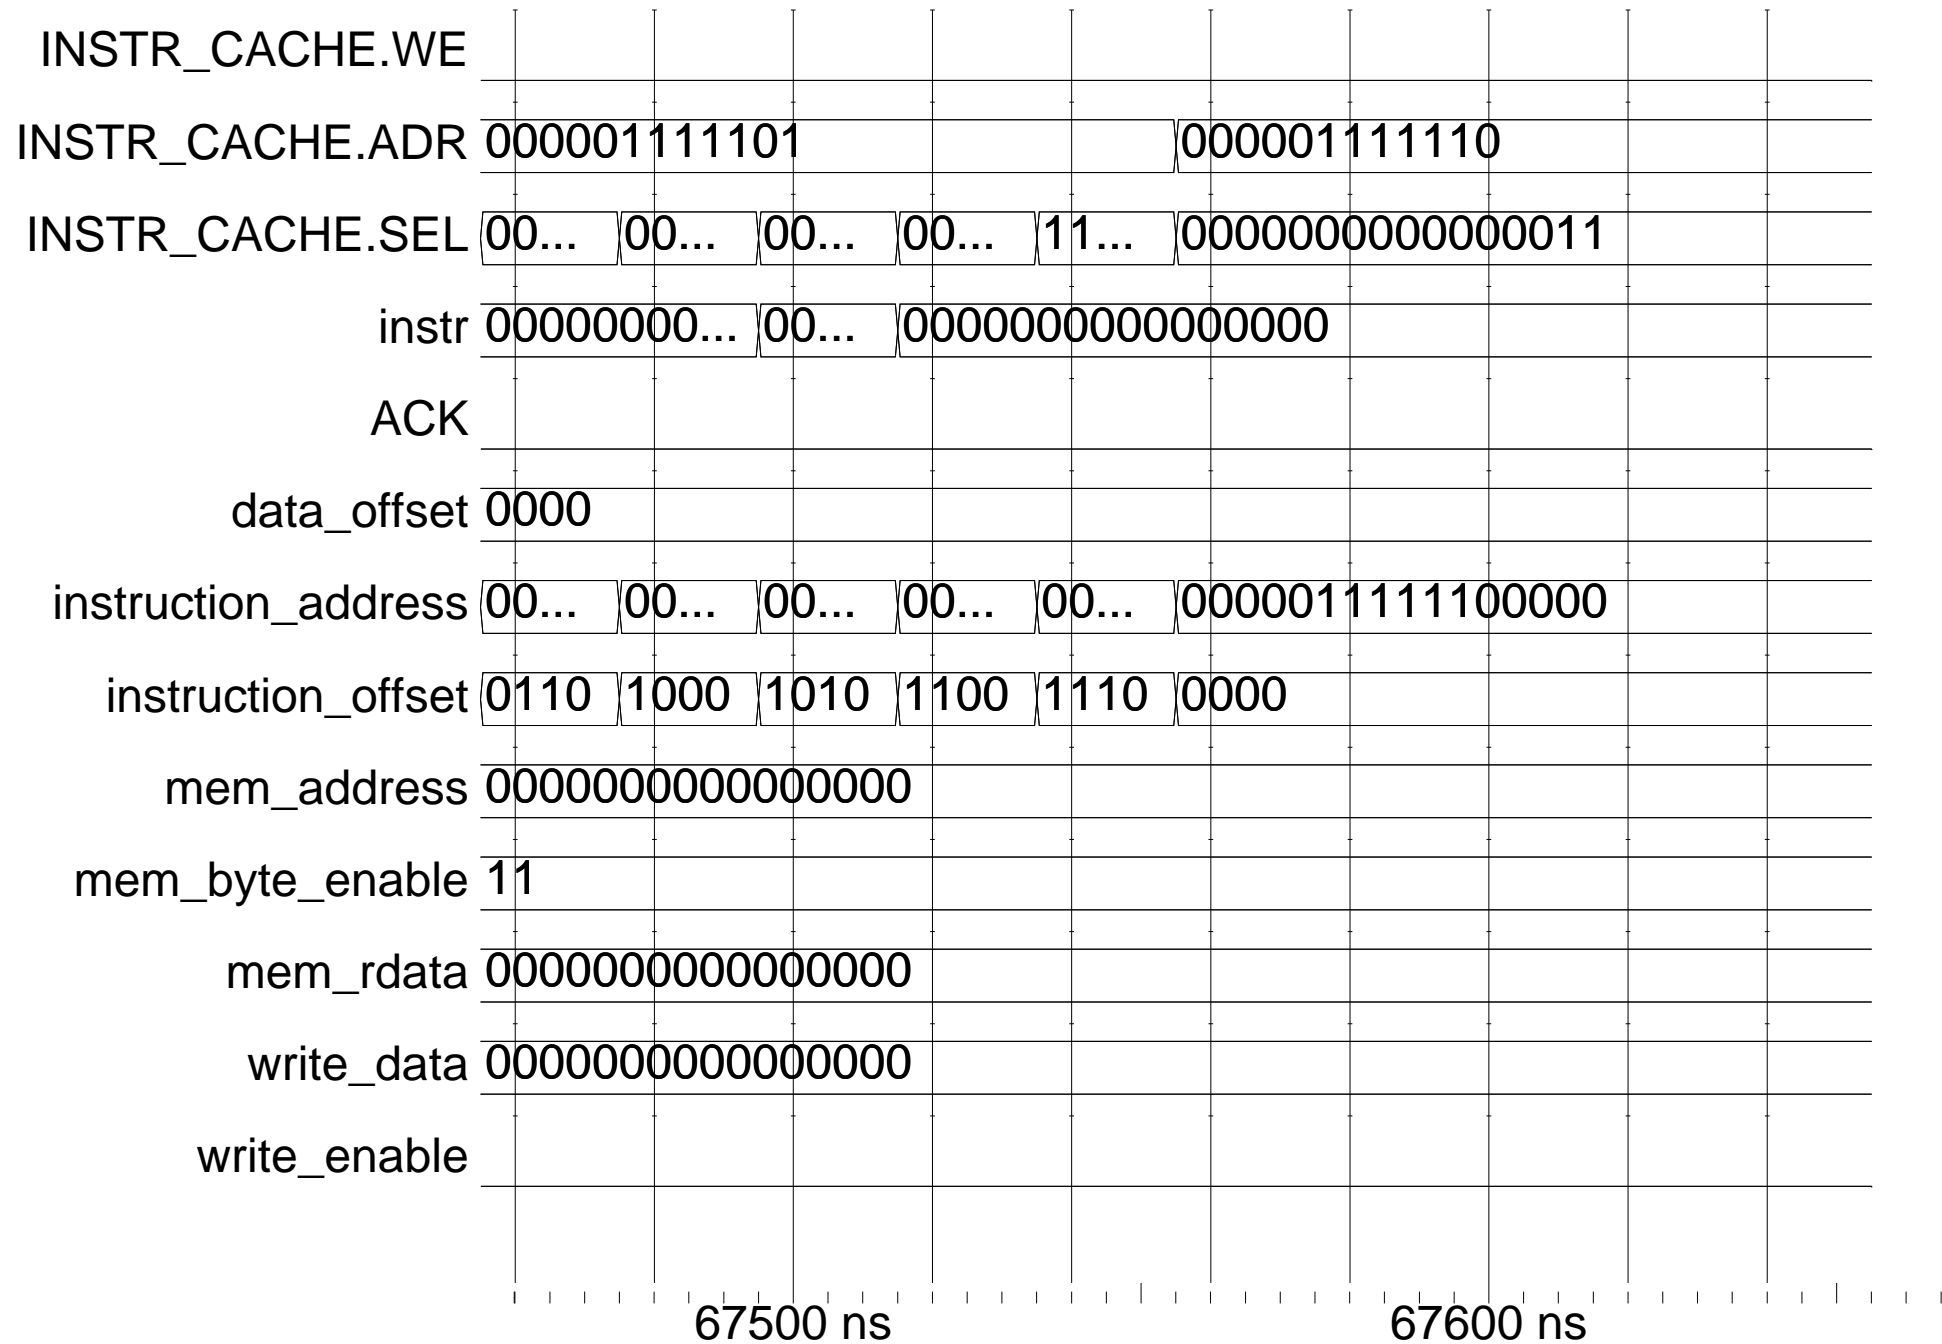 INSTR_CACHE.WE
INSTR_CACHE.ADR 000001111101 000001111110
INSTR_CACHE.SEL 00... 00... 00... 00... 11... 0000000000000011
instr 00000000... 00... 0000000000000000
ACK
data_offset 0000
instruction_address 00... 00... 00... 00... 00... 0000011111100000
instruction_offset 0110 1000 1010 1100 1110 0000
mem_address 0000000000000000
mem_byte_enable 11
mem_rdata 0000000000000000
write_data 0000000000000000
write_enable
67500 ns 67600 ns